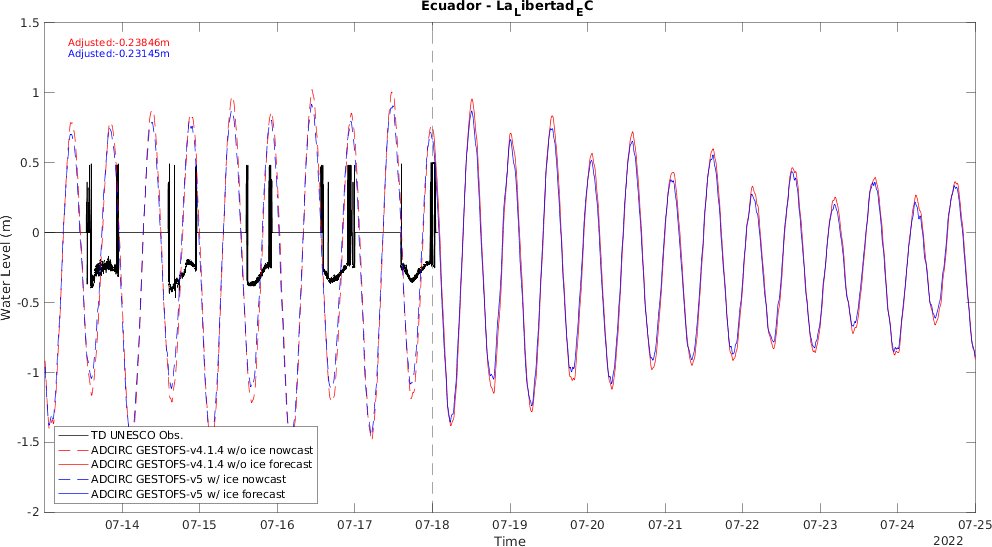 Ecuador - LaLibertadEC
Adjusted:-0.23846m
Adjusted:-0.23145m
Water Level (m)
1.5
1
0.5
0
-0.5
-1
-1.5
-2
TD UNESCO Obs.
ADCIRC GESTOFS-v4.1.4 w/o ice nowcast
ADCIRC GESTOFS-v4.1.4 w/o ice forecast
ADCIRC GESTOFS-v5 w/ ice nowcast
ADCIRC GESTOFS-v5 w/ ice forecast
07-14 07-15 07-16 07-17 07-18 07-19 07-20 07-21 07-22 07-23 07-24 07-25
Time
2022